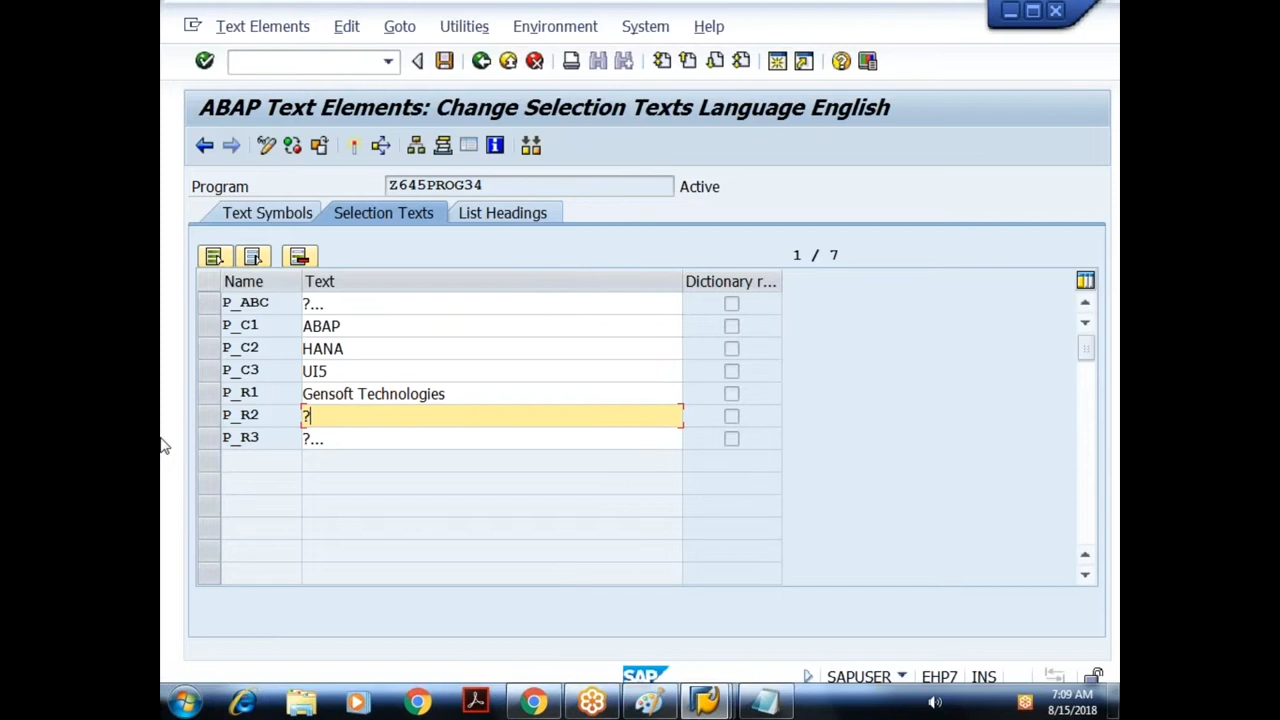 Text Elements Edit Goto Utilities Environment System Help
ABAP Text Elements: Change Selection Texts Language English
Program Z645PROG34 Active
Text Symbols Selection Texts List Headings
1 / 7
Name Text Dictionary r...
P_ABC ?...
P_C1 ABAP
P_C2 HANA
P_C3 UI5
P_R1 Gensoft Technologies
P_R2 ?
P_R3 ?...
SAP SAPUSER EHP7 INS
7:09 AM
8/15/2018